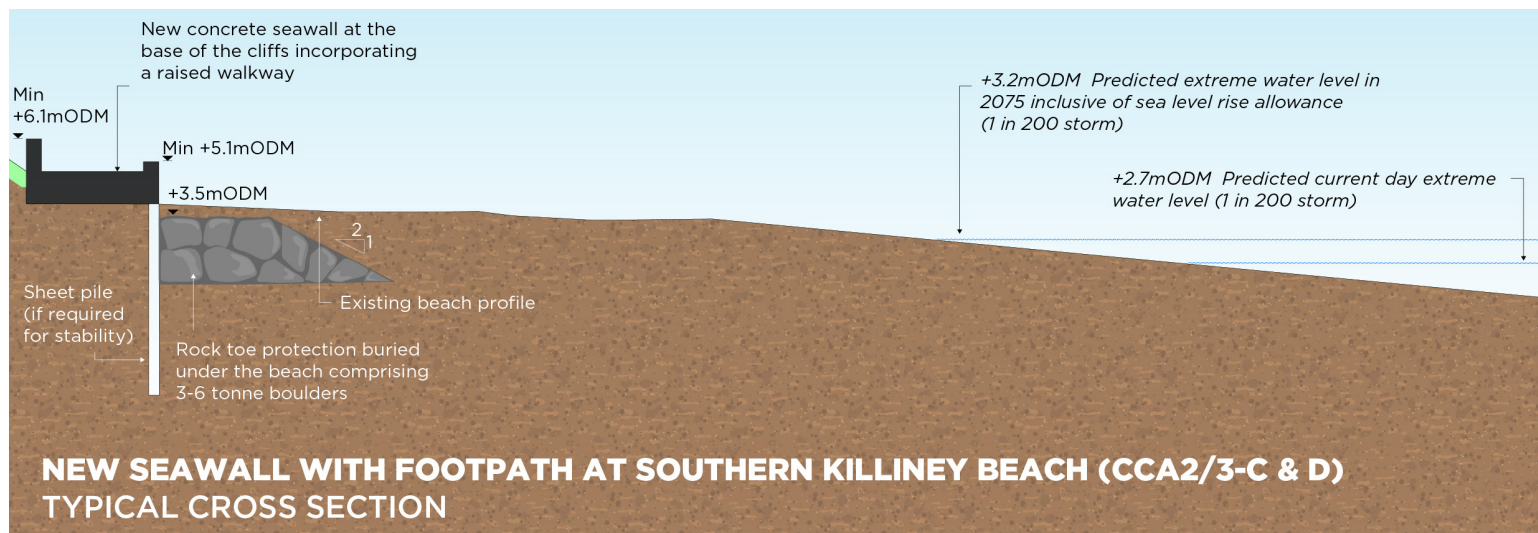 New concrete seawall at the
base of the cliffs incorporating
a raised walkway
Min
+6.1mODM
Min +5.1mODM
+3.5mODM
+3.2mODM Predicted extreme water level in
2075 inclusive of sea level rise allowance
(1 in 200 storm)
+2.7mODM Predicted current day extreme
water level (1 in 200 storm)
2
1
Sheet pile
(if required
for stability)
Existing beach profile
Rock toe protection buried
under the beach comprising
3-6 tonne boulders
NEW SEAWALL WITH FOOTPATH AT SOUTHERN KILLINEY BEACH (CCA2/3-C & D)
TYPICAL CROSS SECTION